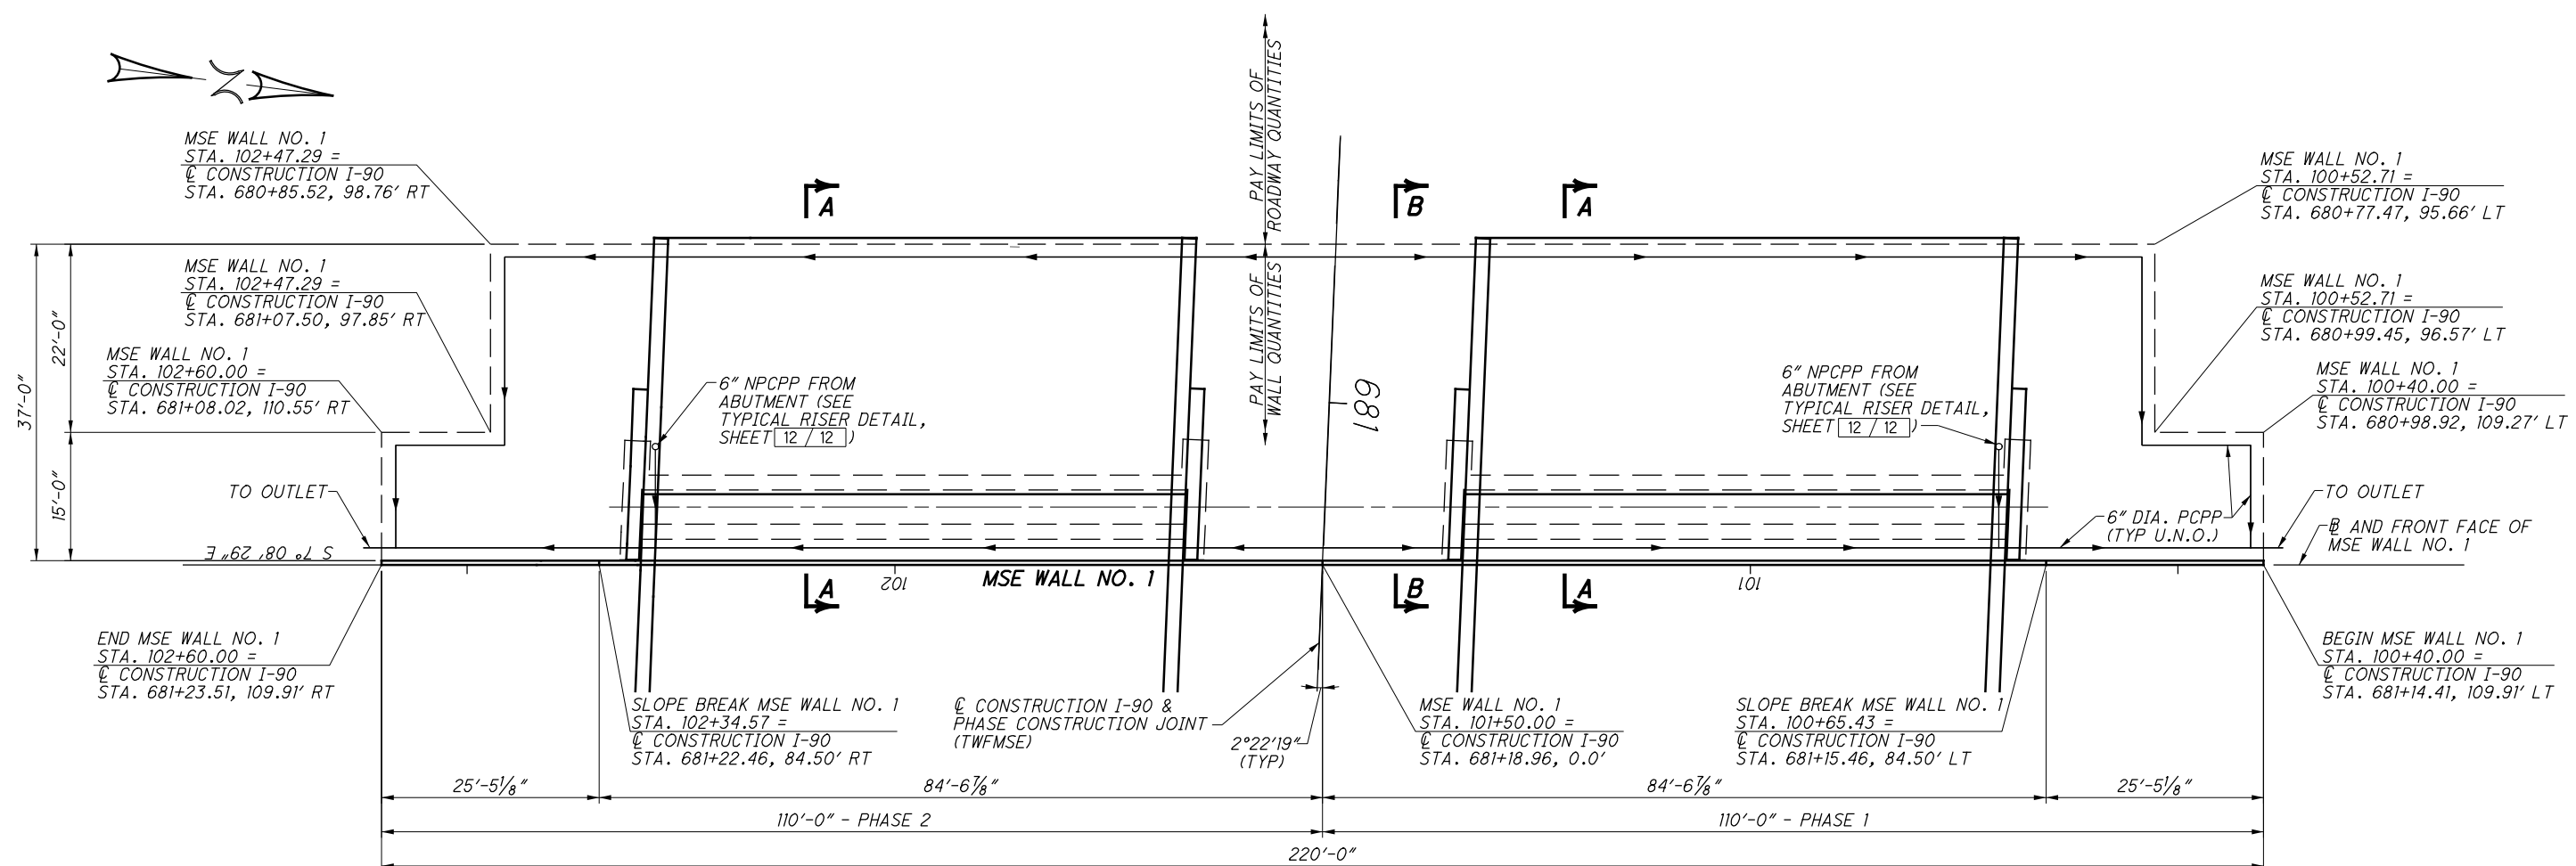 MSE WALL NO. 1
STA. 102+47.29 =
℄ CONSTRUCTION I-90
STA. 680+85.52, 98.76' RT
MSE WALL NO. 1
STA. 102+47.29 =
℄ CONSTRUCTION I-90
STA. 681+07.50, 97.85' RT
MSE WALL NO. 1
STA. 102+60.00 =
℄ CONSTRUCTION I-90
STA. 681+08.02, 110.55' RT
37'-0"
22'-0"
15'-0"
TO OUTLET
S 7° 08' 29" E
A
6" NPCPP FROM
ABUTMENT (SEE
TYPICAL RISER DETAIL,
SHEET 12 / 12 )
PAY LIMITS OF
ROADWAY QUANTITIES
PAY LIMITS OF
WALL QUANTITIES
681
B
A
6" NPCPP FROM
ABUTMENT (SEE
TYPICAL RISER DETAIL,
SHEET 12 / 12 )
MSE WALL NO. 1
STA. 100+52.71 =
℄ CONSTRUCTION I-90
STA. 680+77.47, 95.66' LT
MSE WALL NO. 1
STA. 100+52.71 =
℄ CONSTRUCTION I-90
STA. 680+99.45, 96.57' LT
MSE WALL NO. 1
STA. 100+40.00 =
℄ CONSTRUCTION I-90
STA. 680+98.92, 109.27' LT
TO OUTLET
6" DIA. PCPP
(TYP U.N.O.)
BL AND FRONT FACE OF
MSE WALL NO. 1
A
102
MSE WALL NO. 1
B
A
101
END MSE WALL NO. 1
STA. 102+60.00 =
℄ CONSTRUCTION I-90
STA. 681+23.51, 109.91' RT
SLOPE BREAK MSE WALL NO. 1
STA. 102+34.57 =
℄ CONSTRUCTION I-90
STA. 681+22.46, 84.50' RT
℄ CONSTRUCTION I-90 &
PHASE CONSTRUCTION JOINT
(TWFMSE)
2°22'19"
(TYP)
MSE WALL NO. 1
STA. 101+50.00 =
℄ CONSTRUCTION I-90
STA. 681+18.96, 0.0'
SLOPE BREAK MSE WALL NO. 1
STA. 100+65.43 =
℄ CONSTRUCTION I-90
STA. 681+15.46, 84.50' LT
BEGIN MSE WALL NO. 1
STA. 100+40.00 =
℄ CONSTRUCTION I-90
STA. 681+14.41, 109.91' LT
25'-5⅛"
84'-6⅞"
84'-6⅞"
25'-5⅛"
110'-0" - PHASE 2
110'-0" - PHASE 1
220'-0"